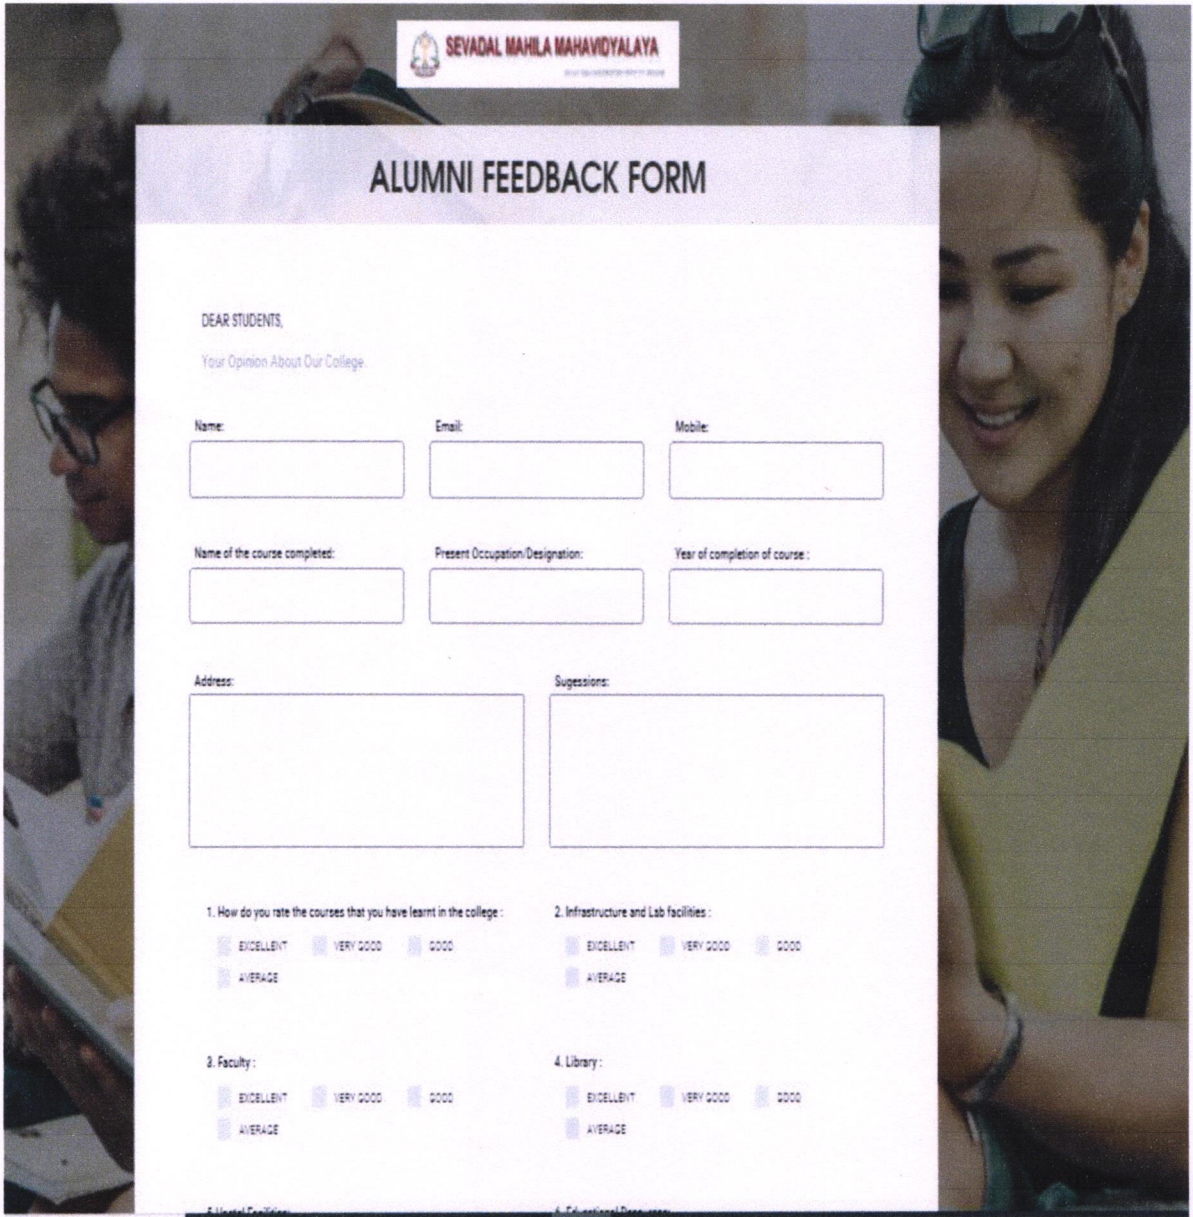 SEVADAL MAHILA MAHAVIDYALAYA
ALUMNI FEEDBACK FORM
DEAR STUDENTS,
Your Opinion About Our College.
Name: Email: Mobile:
Name of the course completed: Present Occupation/Designation: Year of completion of course :
Address: Sugessions:
1. How do you rate the courses that you have learnt in the college : 2. Infrastructure and Lab facilities :
EXCELLENT VERY GOOD GOOD EXCELLENT VERY GOOD GOOD
AVERAGE AVERAGE
3. Faculty : 4. Library :
EXCELLENT VERY GOOD GOOD EXCELLENT VERY GOOD GOOD
AVERAGE AVERAGE